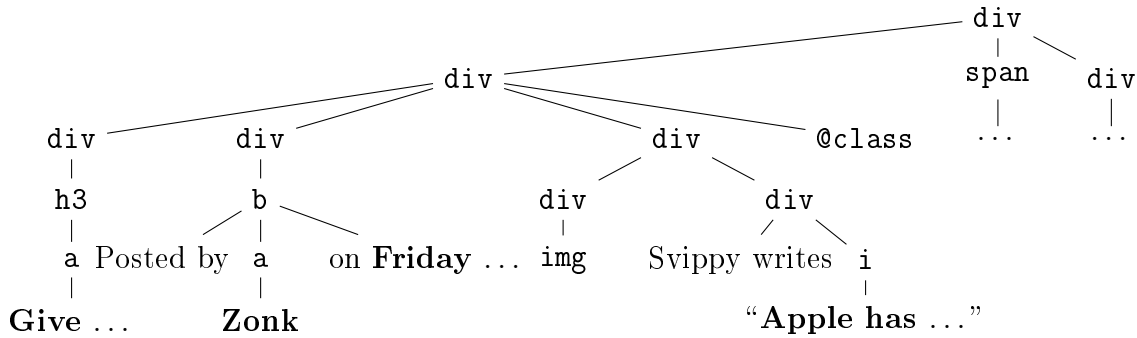 div
div span div
div div div @class … …
h3 b div div
a Posted by a on Friday … img Svippy writes i
Give … Zonk “Apple has …”